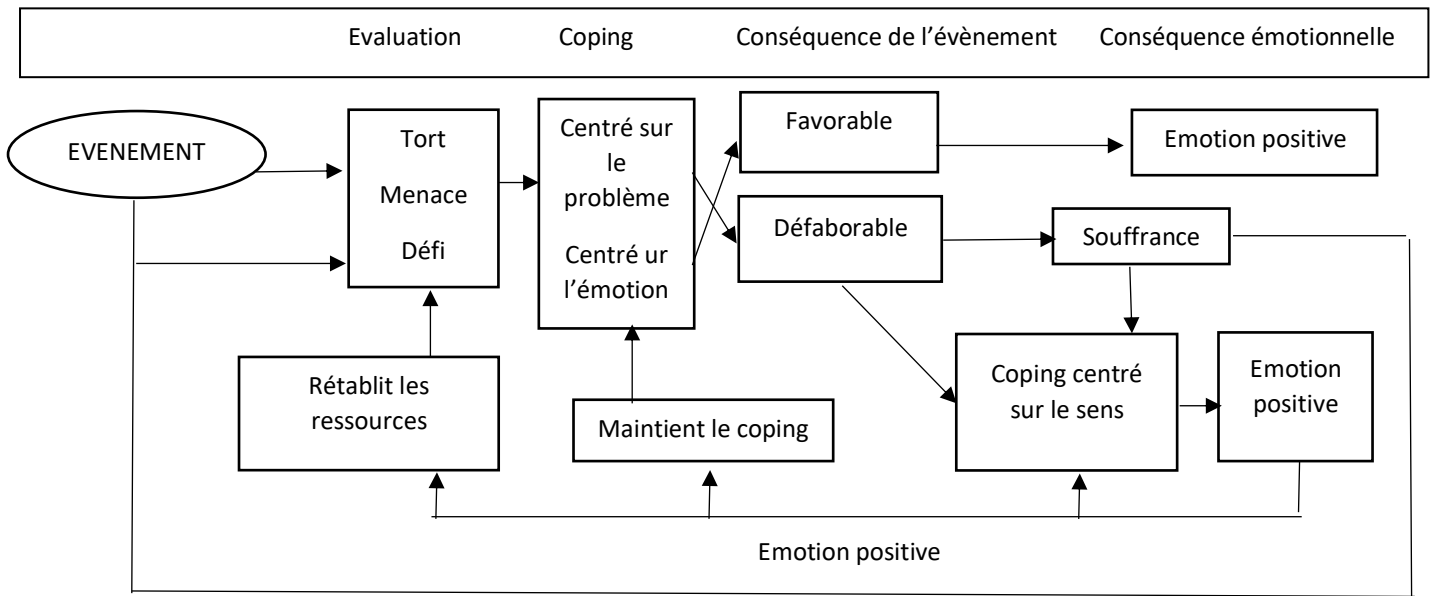 Evaluation Coping Conséquence de l’évènement Conséquence émotionnelle
EVENEMENT
Tort
Menace
Défi
Centré sur
le
problème
Centré ur
l’émotion
Favorable
Emotion positive
Défaborable
Souffrance
Rétablit les
ressources
Maintient le coping
Coping centré
sur le sens
Emotion
positive
Emotion positive